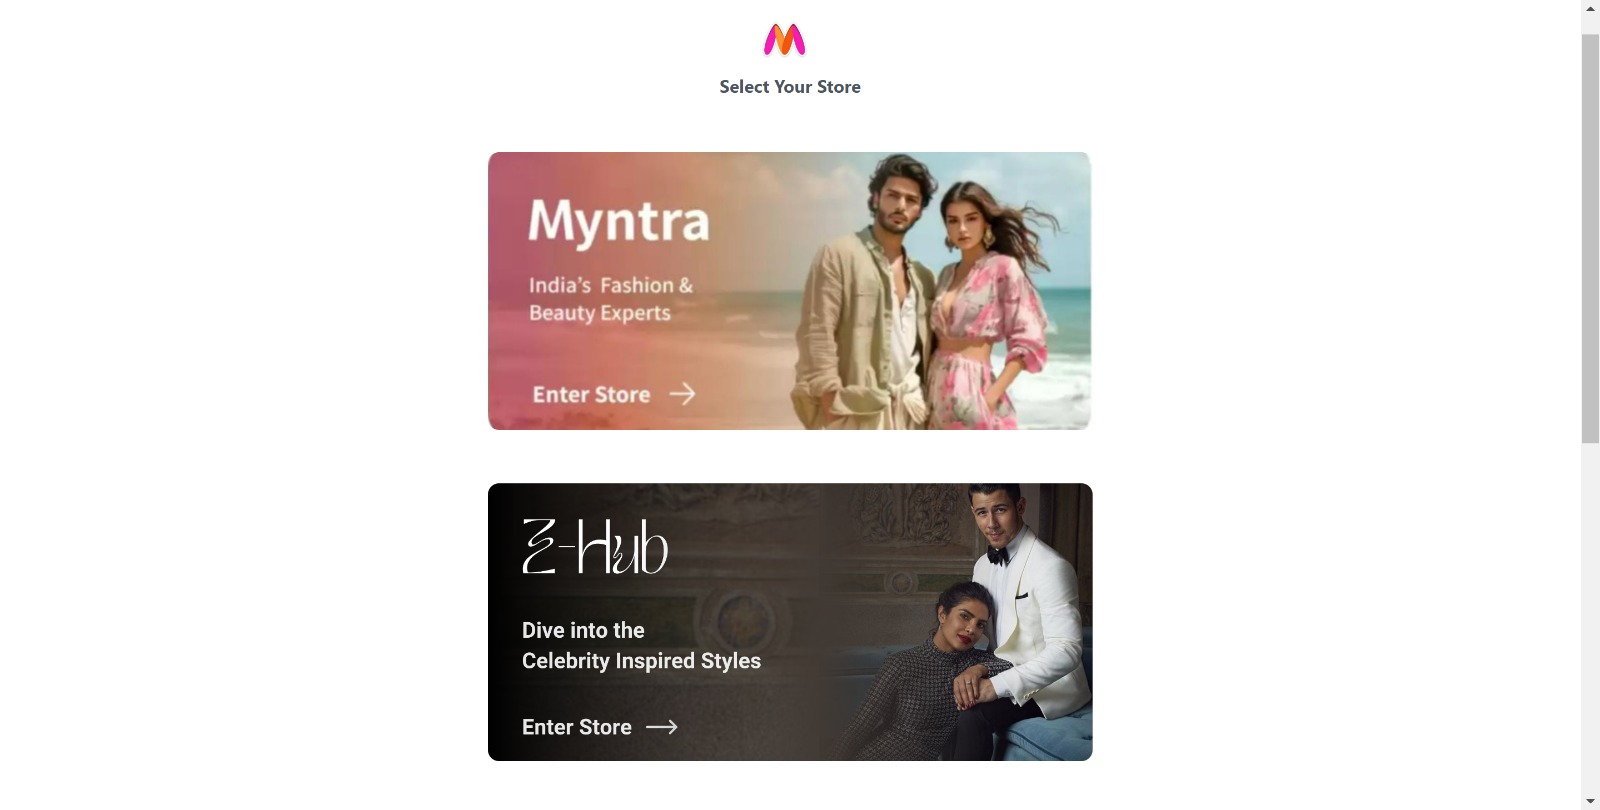 Select Your Store
Myntra
India's Fashion &
Beauty Experts
Enter Store
Z-Hub
Dive into the
Celebrity Inspired Styles
Enter Store